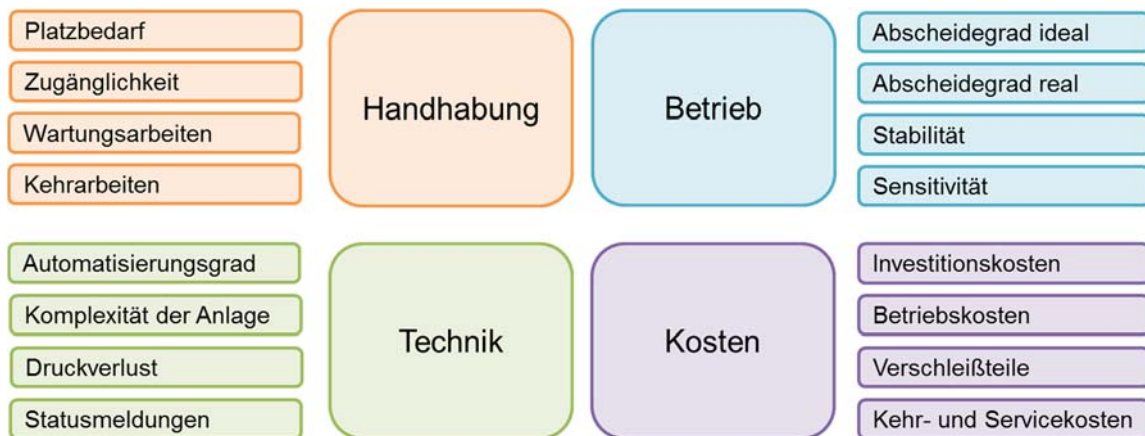 Platzbedarf
Zugänglichkeit
Wartungsarbeiten
Kehrarbeiten
Handhabung
Betrieb
Abscheidegrad ideal
Abscheidegrad real
Stabilität
Sensitivität
Automatisierungsgrad
Komplexität der Anlage
Druckverlust
Statusmeldungen
Technik
Kosten
Investitionskosten
Betriebskosten
Verschleißteile
Kehr- und Servicekosten